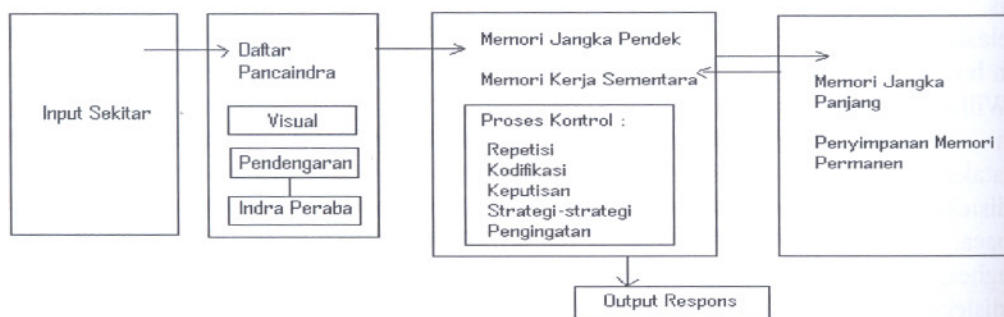 Input Sekitar
Daftar
Pancaindra
Visual
Pendengaran
Indra Peraba
Memori Jangka Pendek
Memori Kerja Sementara
Proses Kontrol :
Repetisi
Kodifikasi
Keputisan
Strategi-strategi
Pengingatan
Output Respons
Memori Jangka
Panjang
Penyimpanan Memori
Permanen